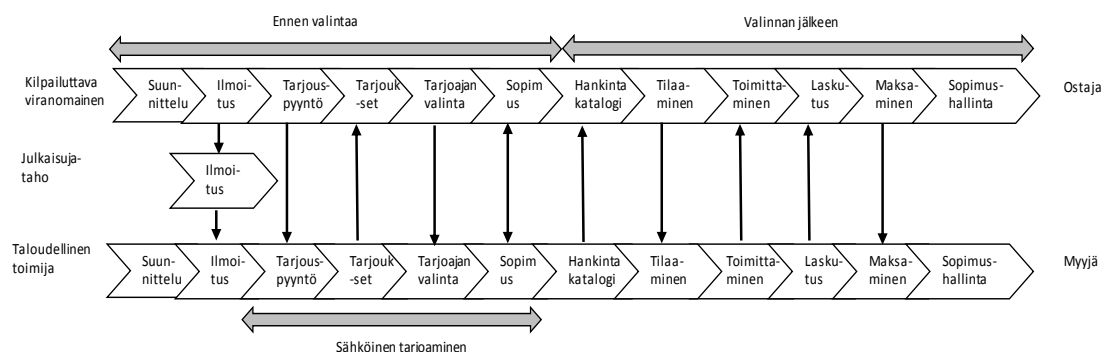 Ennen valintaa
Valinnan jälkeen
Kilpailuttava
viranomainen
Suun-
nittelu
Ilmoi-
tus
Tarjous-
pyyntö
Tarjouk
-set
Tarjoajan
valinta
Sopim
us
Hankinta
katalogi
Tilaa-
minen
Toimitta-
minen
Lasku-
tus
Maksa-
minen
Sopimus-
hallinta
Ostaja
Julkaisuja-
taho
Ilmoi-
tus
Taloudellinen
toimija
Suun-
nittelu
Ilmoi-
tus
Tarjous-
pyyntö
Tarjouk
-set
Tarjoajan
valinta
Sopim
us
Hankinta
katalogi
Tilaa-
minen
Toimitta-
minen
Lasku-
tus
Maksa-
minen
Sopimus-
hallinta
Myyjä
Sähköinen tarjoaminen